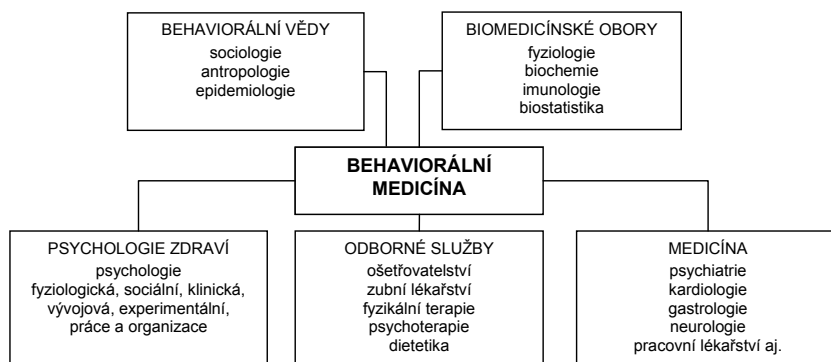 BEHAVIORÁLNÍ VĚDY
sociologie
antropologie
epidemiologie
BIOMEDICÍNSKÉ OBORY
fyziologie
biochemie
imunologie
biostatistika
BEHAVIORÁLNÍ
MEDICÍNA
PSYCHOLOGIE ZDRAVÍ
psychologie
fyziologická, sociální, klinická,
vývojová, experimentální,
práce a organizace
ODBORNÉ SLUŽBY
ošetřovatelství
zubní lékařství
fyzikální terapie
psychoterapie
dietetika
MEDICÍNA
psychiatrie
kardiologie
gastrologie
neurologie
pracovní lékařství aj.